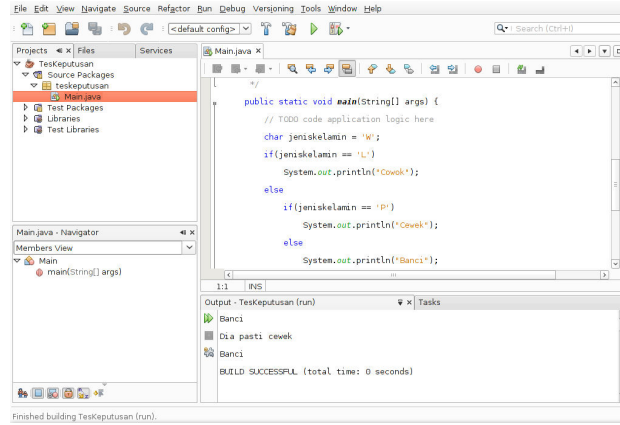 File Edit View Navigate Source Refactor Run Debug Versioning Tools Window Help
<default config>
Search (Ctrl+I)
Projects Files Services
TesKeputusan
Source Packages
teskeputusan
Main.java
Test Packages
Libraries
Test Libraries
Main.java - Navigator
Members View
Main
main(String[] args)
Main.java
*/
public static void main(String[] args) {
// TODO code application logic here
char jeniskelamin = 'W';
if(jeniskelamin == 'L')
System.out.println("Cowok");
else
if(jeniskelamin == 'P')
System.out.println("Cewek");
else
System.out.println("Banci");
1:1 INS
Output - TesKeputusan (run) Tasks
Banci
Dia pasti cewek
Banci
BUILD SUCCESSFUL (total time: 0 seconds)
Finished building TesKeputusan (run).